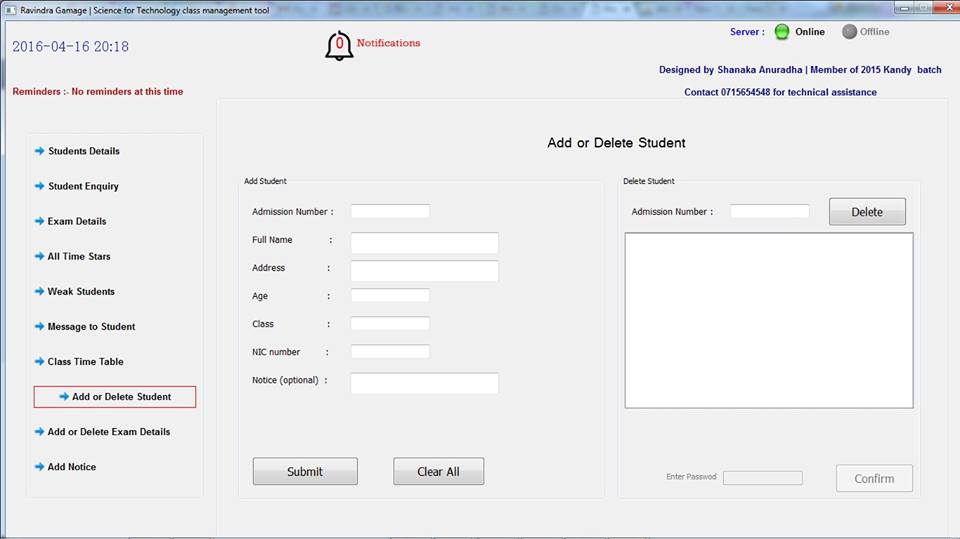 Ravindra Gamage | Science for Technology class management tool
2016-04-16 20:18
0 Notifications
Server : Online Offline
Designed by Shanaka Anuradha | Member of 2015 Kandy batch
Reminders :- No reminders at this time
Contact 0715654548 for technical assistance
Students Details
Student Enquiry
Exam Details
All Time Stars
Weak Students
Message to Student
Class Time Table
Add or Delete Student
Add or Delete Exam Details
Add Notice
Add or Delete Student
Add Student
Admission Number :
Full Name :
Address :
Age :
Class :
NIC number :
Notice (optional) :
Submit
Clear All
Delete Student
Admission Number :
Delete
Enter Passwod
Confirm